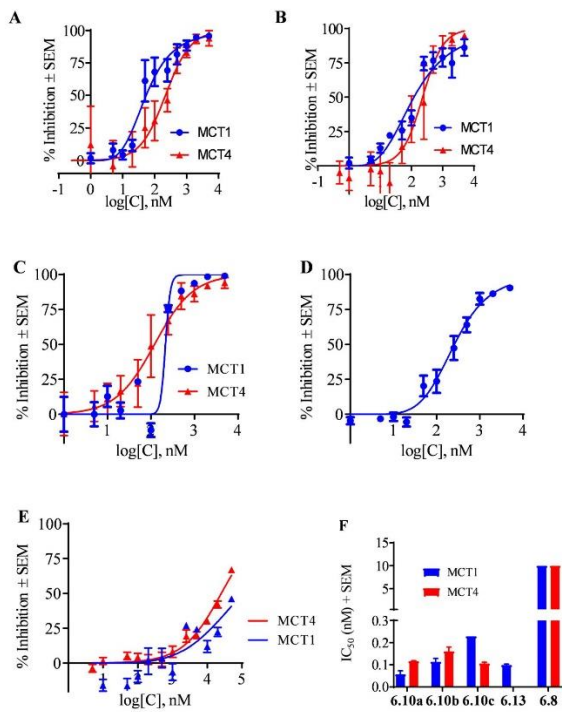 A
% Inhibition ± SEM
100
75
50
25
0
-1 0 1 2 3 4
log[C], nM
MCT1
MCT4
B
% Inhibition ± SEM
100
75
50
25
0
-1 0 1 2 3 4
log[C], nM
MCT1
MCT4
C
% Inhibition ± SEM
100
75
50
25
0
1 2 3 4
log[C], nM
MCT1
MCT4
D
% Inhibition ± SEM
100
75
50
25
0
1 2 3 4
log[C], nM
E
% Inhibition ± SEM
100
75
50
25
0
1 2 3 4 5
log[C], nM
MCT4
MCT1
F
IC50 (nM) + SEM
15
10
5
0.3
0.2
0.1
0.0
MCT1
MCT4
6.10a 6.10b 6.10c 6.13 6.8